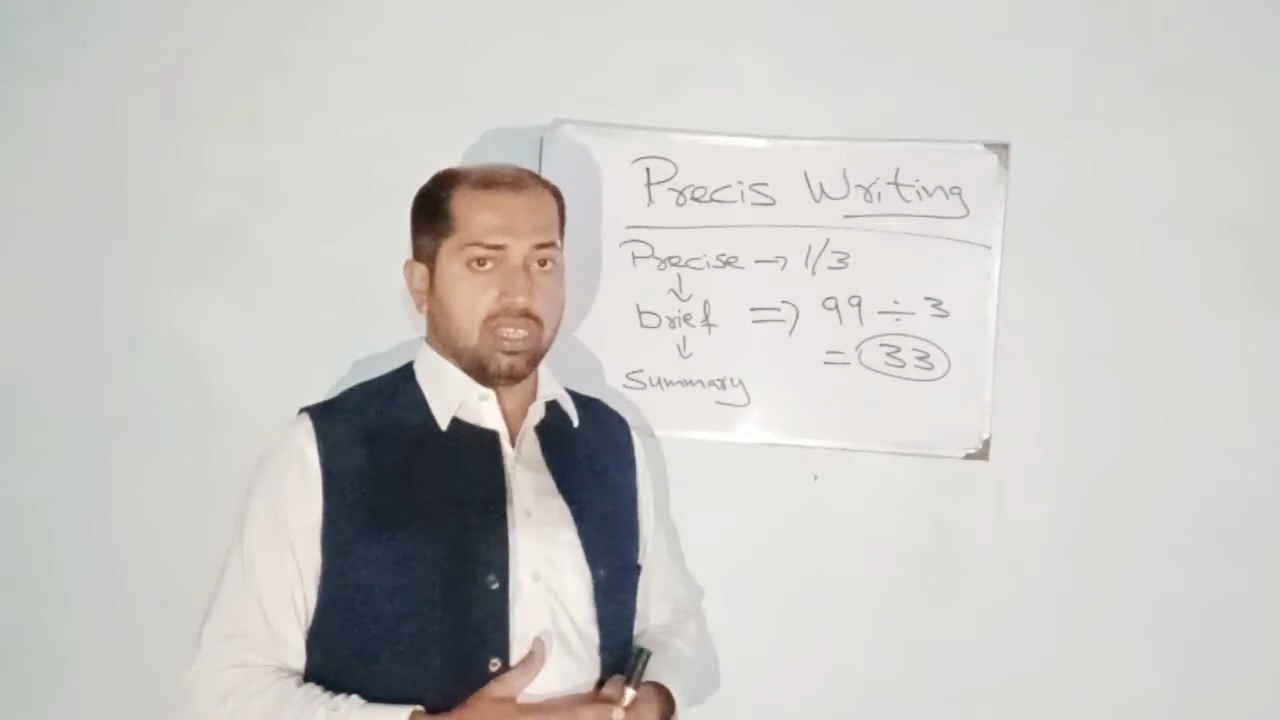 Precis Writing
Precise → 1/3
↓
brief ⇒ 99 ÷ 3
↓
= 33
Summary